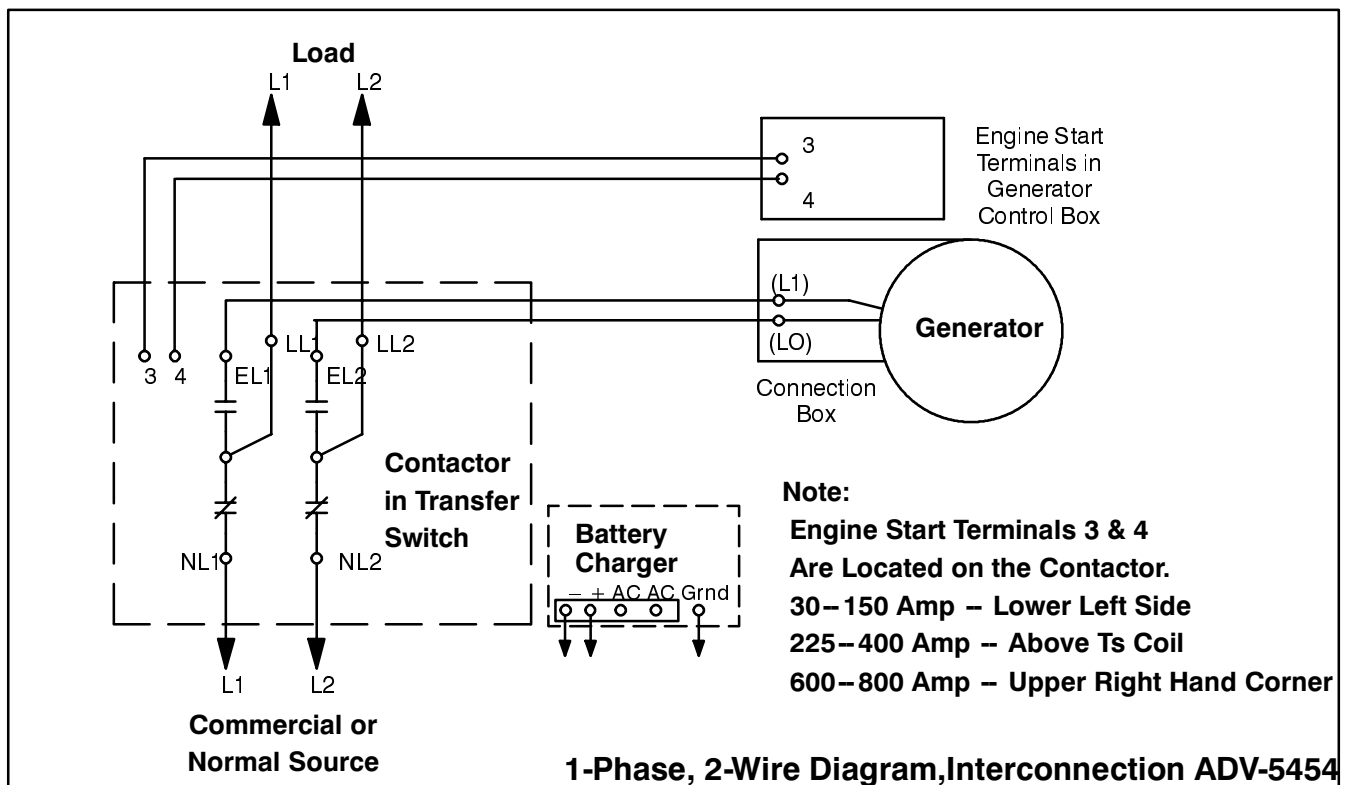 Load
L1 L2
3
4
Engine Start
Terminals in
Generator
Control Box
(L1)
(LO)
Generator
Connection
Box
LL1 LL2
3 4 EL1 EL2
Contactor
in Transfer
Switch
NL1 NL2
L1 L2
Commercial or
Normal Source
Battery
Charger
– + AC AC Grnd
Note:
Engine Start Terminals 3 & 4
Are Located on the Contactor.
30--150 Amp -- Lower Left Side
225--400 Amp -- Above Ts Coil
600--800 Amp -- Upper Right Hand Corner
1-Phase, 2-Wire Diagram,Interconnection ADV-5454